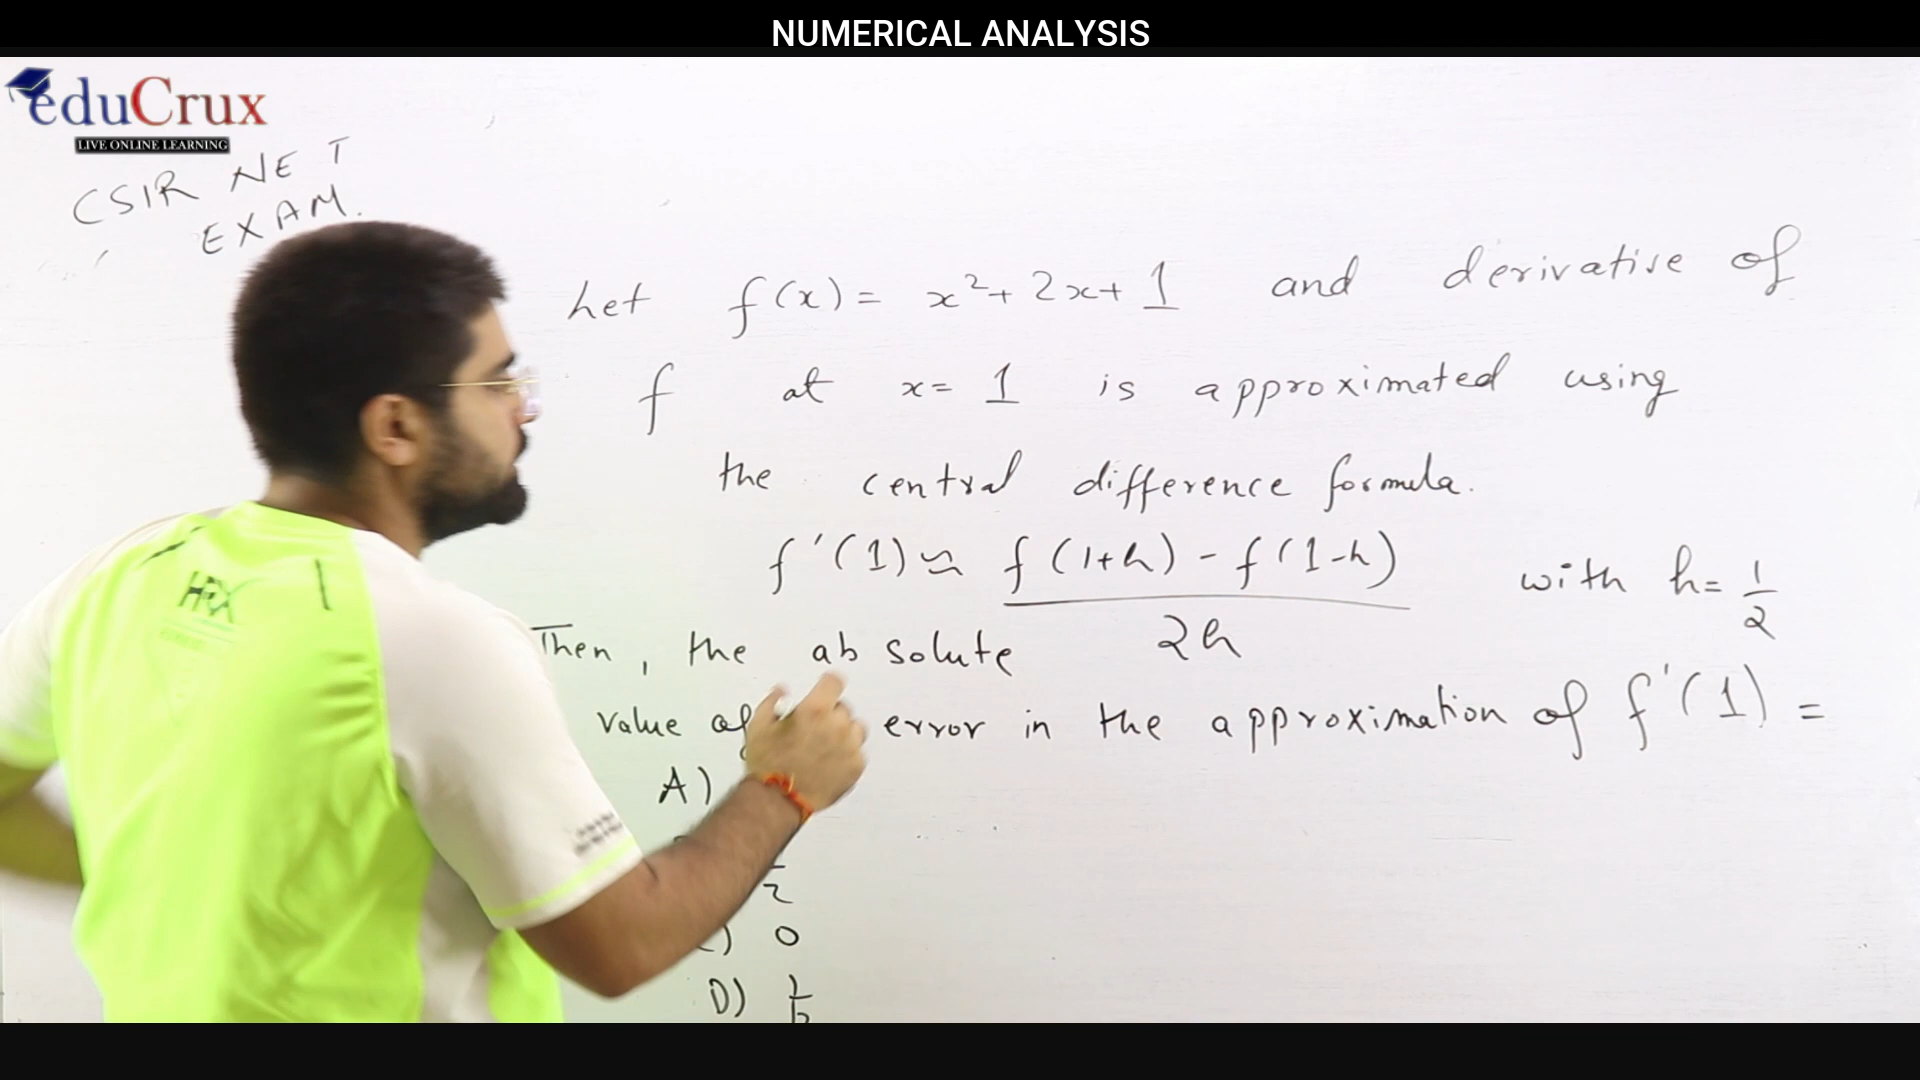 NUMERICAL ANALYSIS
eduCrux
LIVE ONLINE LEARNING
CSIR NET
EXAM.
Let f(x) = x²+ 2x+ 1 and derivative of
f at x= 1 is approximated using
the central difference formula.
f'(1) ≈ f(1+h) - f(1-h) / 2h with h= 1/2
Then, the absolute
value of error in the approximation of f'(1) =
A)
2
) 0
D) 1